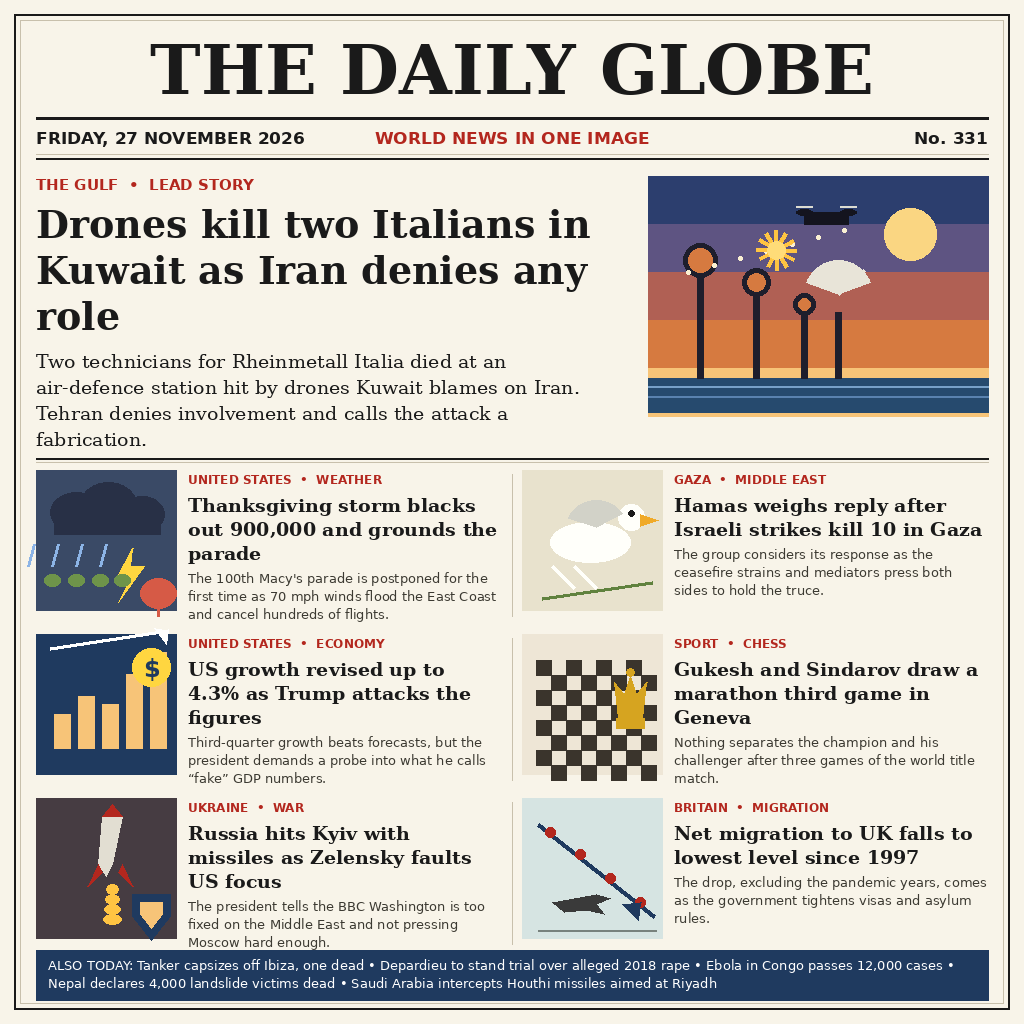 THE DAILY GLOBE
FRIDAY, 27 NOVEMBER 2026
WORLD NEWS IN ONE IMAGE
No. 331
THE GULF • LEAD STORY
Drones kill two Italians in
Kuwait as Iran denies any
role
Two technicians for Rheinmetall Italia died at an
air-defence station hit by drones Kuwait blames on Iran.
Tehran denies involvement and calls the attack a
fabrication.
UNITED STATES • WEATHER
Thanksgiving storm blacks
out 900,000 and grounds the
parade
The 100th Macy's parade is postponed for the
first time as 70 mph winds flood the East Coast
and cancel hundreds of flights.
GAZA • MIDDLE EAST
Hamas weighs reply after
Israeli strikes kill 10 in Gaza
The group considers its response as the
ceasefire strains and mediators press both
sides to hold the truce.
$
UNITED STATES • ECONOMY
US growth revised up to
4.3% as Trump attacks the
figures
Third-quarter growth beats forecasts, but the
president demands a probe into what he calls
“fake” GDP numbers.
SPORT • CHESS
Gukesh and Sindarov draw a
marathon third game in
Geneva
Nothing separates the champion and his
challenger after three games of the world title
match.
UKRAINE • WAR
Russia hits Kyiv with
missiles as Zelensky faults
US focus
The president tells the BBC Washington is too
fixed on the Middle East and not pressing
Moscow hard enough.
BRITAIN • MIGRATION
Net migration to UK falls to
lowest level since 1997
The drop, excluding the pandemic years, comes
as the government tightens visas and asylum
rules.
ALSO TODAY: Tanker capsizes off Ibiza, one dead • Depardieu to stand trial over alleged 2018 rape • Ebola in Congo passes 12,000 cases •
Nepal declares 4,000 landslide victims dead • Saudi Arabia intercepts Houthi missiles aimed at Riyadh